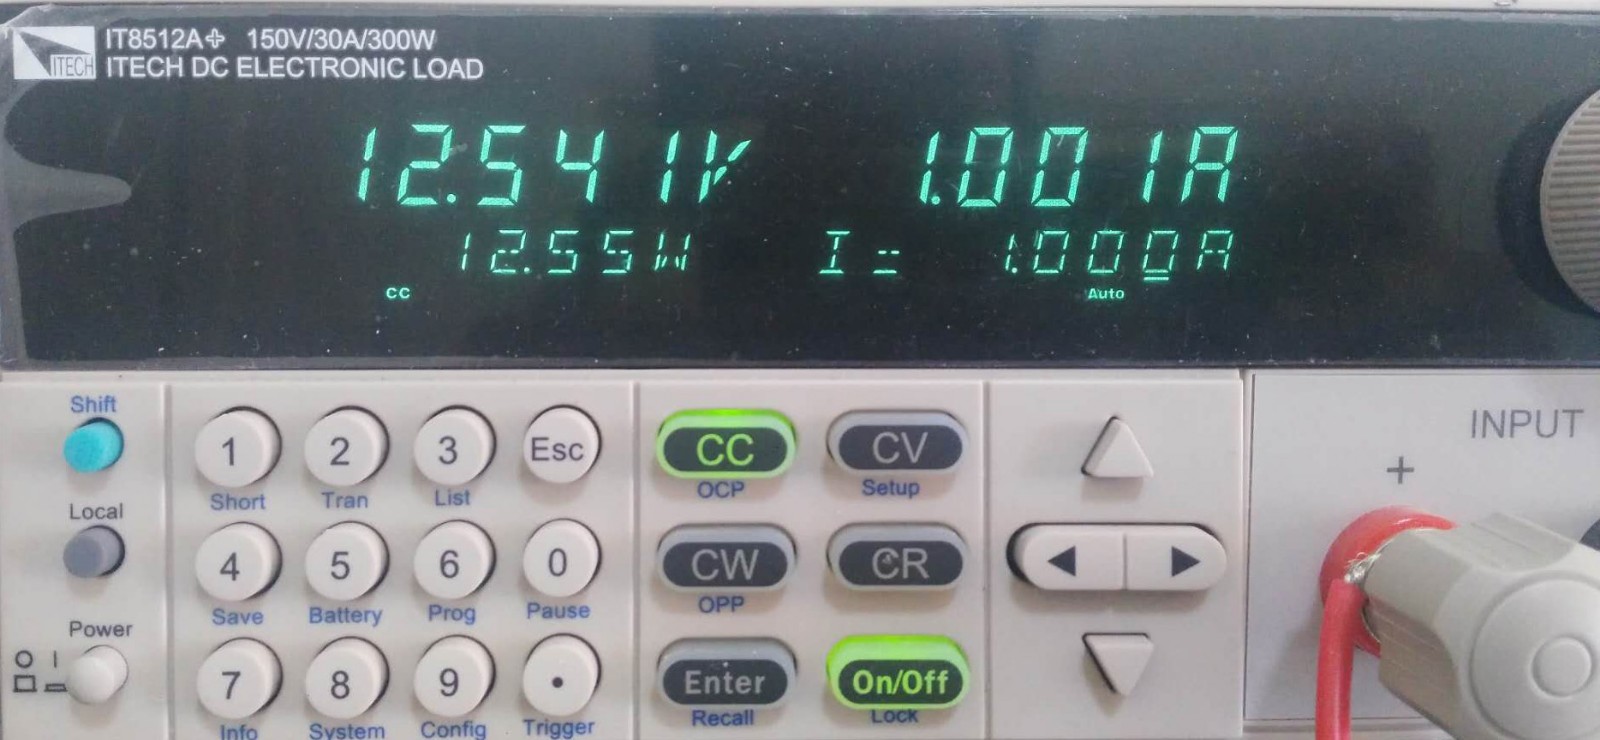 ITECH
IT8512A+ 150V/30A/300W
ITECH DC ELECTRONIC LOAD
12.541V 1.001A
12.55W I= 1.000A
CC Auto
Shift
Local
Power
O I
1 2 3 Esc
Short Tran List
4 5 6 0
Save Battery Prog Pause
7 8 9 .
Info System Config Trigger
CC CV
OCP Setup
CW CR
OPP
Enter On/Off
Recall Lock
INPUT
+